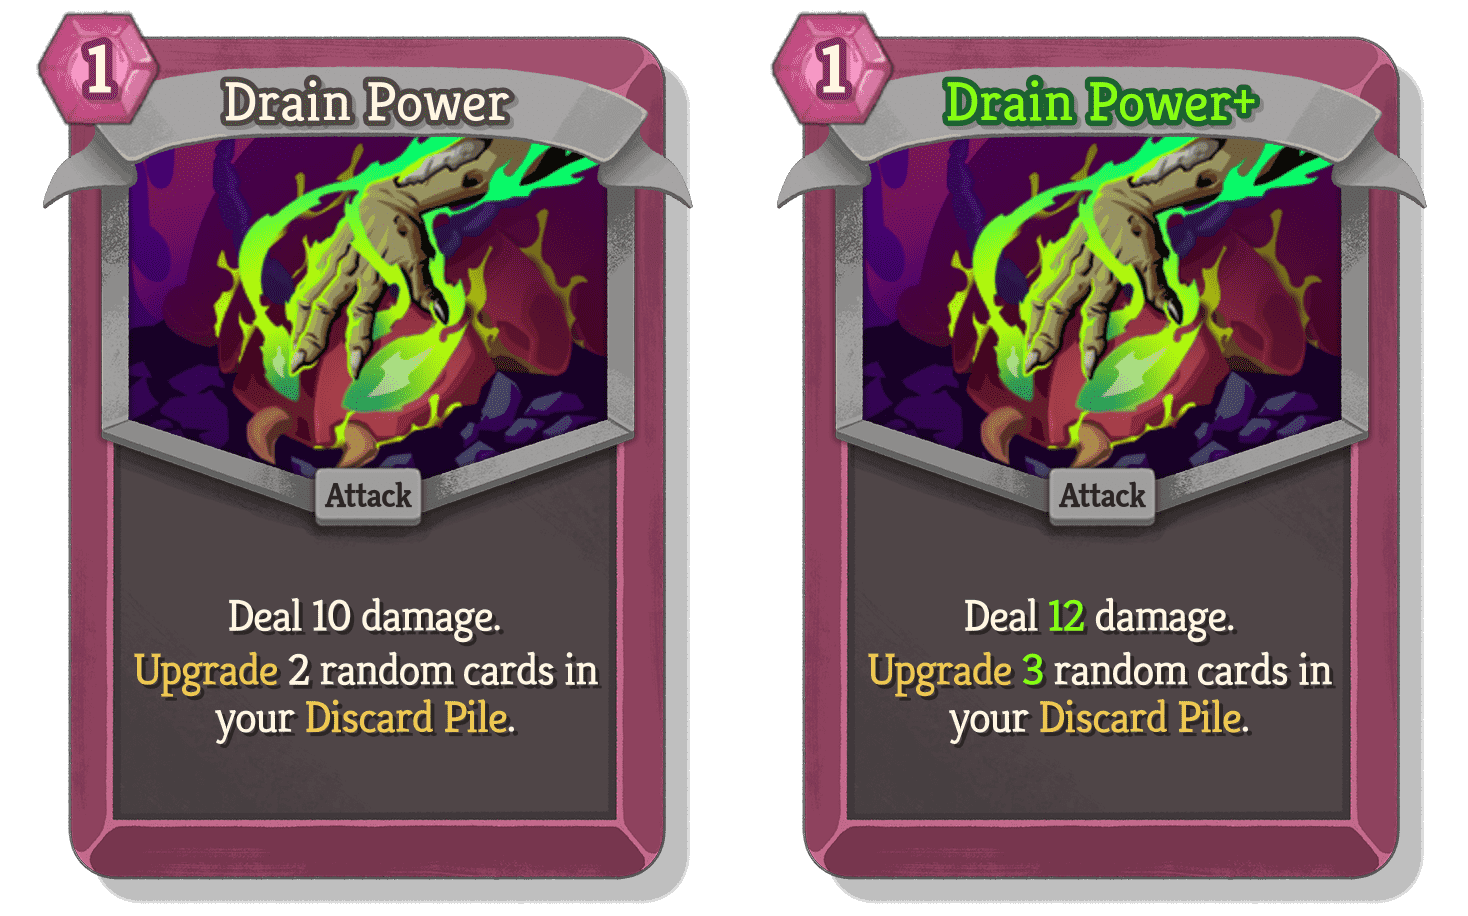 1
Drain Power
Attack
Deal 10 damage.
Upgrade 2 random cards in
your Discard Pile.
1
Drain Power+
Attack
Deal 12 damage.
Upgrade 3 random cards in
your Discard Pile.